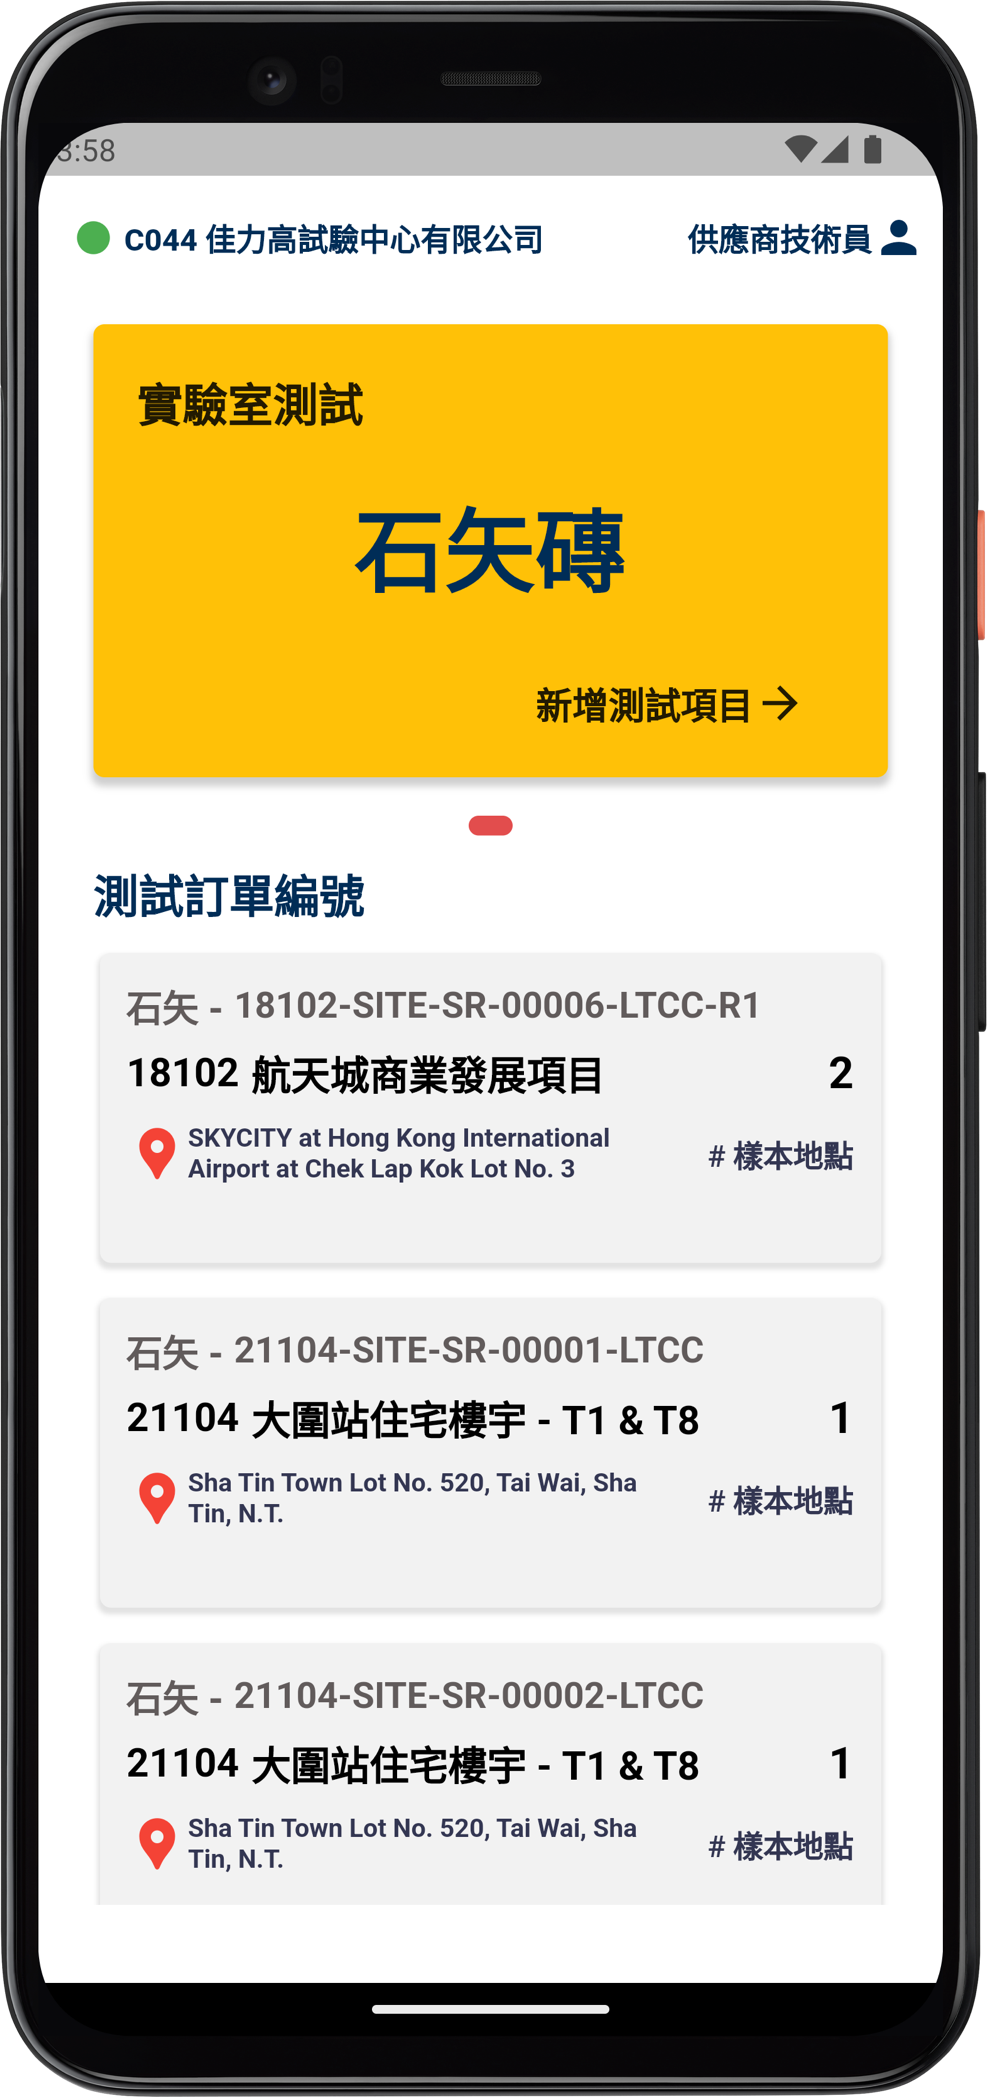 3:58
C044 佳力高試驗中心有限公司
供應商技術員
實驗室測試
石矢磚
新增測試項目
測試訂單編號
石矢 - 18102-SITE-SR-00006-LTCC-R1
18102 航天城商業發展項目 2
SKYCITY at Hong Kong International
Airport at Chek Lap Kok Lot No. 3
# 樣本地點
石矢 - 21104-SITE-SR-00001-LTCC
21104 大圍站住宅樓宇 - T1 & T8 1
Sha Tin Town Lot No. 520, Tai Wai, Sha
Tin, N.T.
# 樣本地點
石矢 - 21104-SITE-SR-00002-LTCC
21104 大圍站住宅樓宇 - T1 & T8 1
Sha Tin Town Lot No. 520, Tai Wai, Sha
Tin, N.T.
# 樣本地點